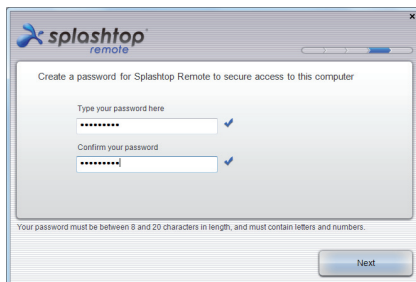 splashtop
remote
Create a password for Splashtop Remote to secure access to this computer
Type your password here
•••••••••
Confirm your password
•••••••••
Your password must be between 8 and 20 characters in length, and must contain letters and numbers.
Next